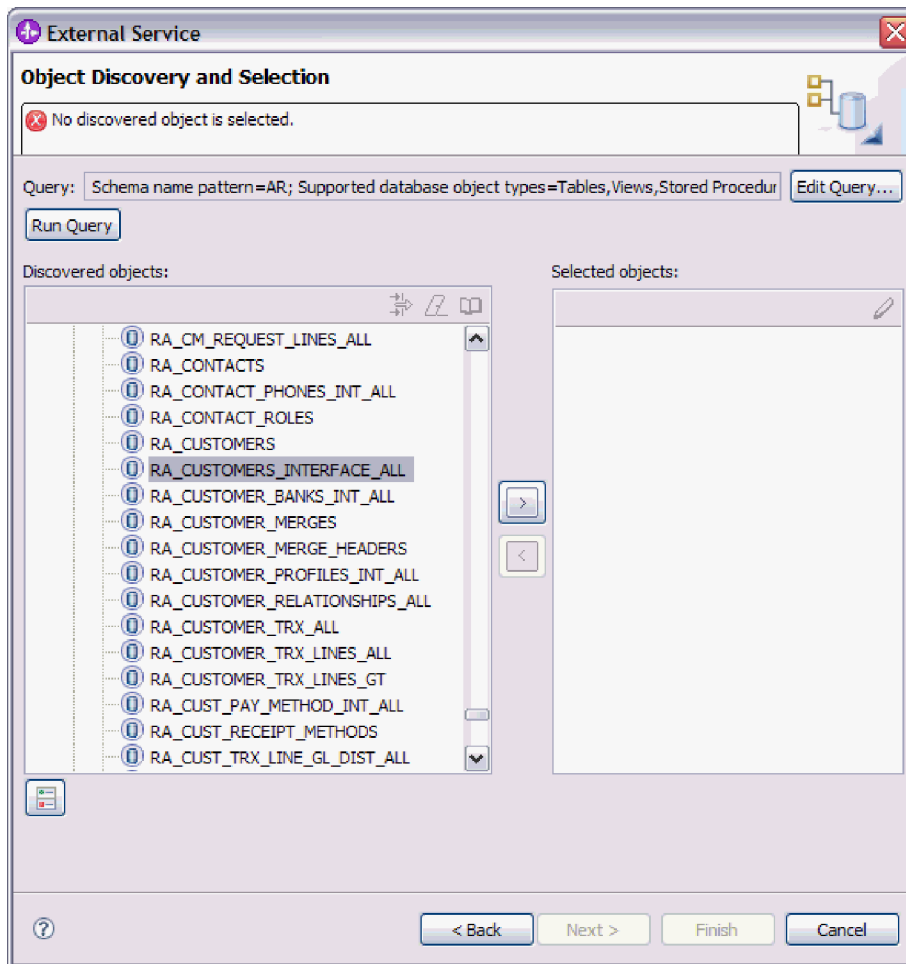 External Service
Object Discovery and Selection
No discovered object is selected.
Query: Schema name pattern=AR; Supported database object types=Tables,Views,Stored Procedur Edit Query...
Run Query
Discovered objects:
Selected objects:
RA_CM_REQUEST_LINES_ALL
RA_CONTACTS
RA_CONTACT_PHONES_INT_ALL
RA_CONTACT_ROLES
RA_CUSTOMERS
RA_CUSTOMERS_INTERFACE_ALL
RA_CUSTOMER_BANKS_INT_ALL
RA_CUSTOMER_MERGES
RA_CUSTOMER_MERGE_HEADERS
RA_CUSTOMER_PROFILES_INT_ALL
RA_CUSTOMER_RELATIONSHIPS_ALL
RA_CUSTOMER_TRX_ALL
RA_CUSTOMER_TRX_LINES_ALL
RA_CUSTOMER_TRX_LINES_GT
RA_CUST_PAY_METHOD_INT_ALL
RA_CUST_RECEIPT_METHODS
RA_CUST_TRX_LINE_GL_DIST_ALL
< Back Next > Finish Cancel